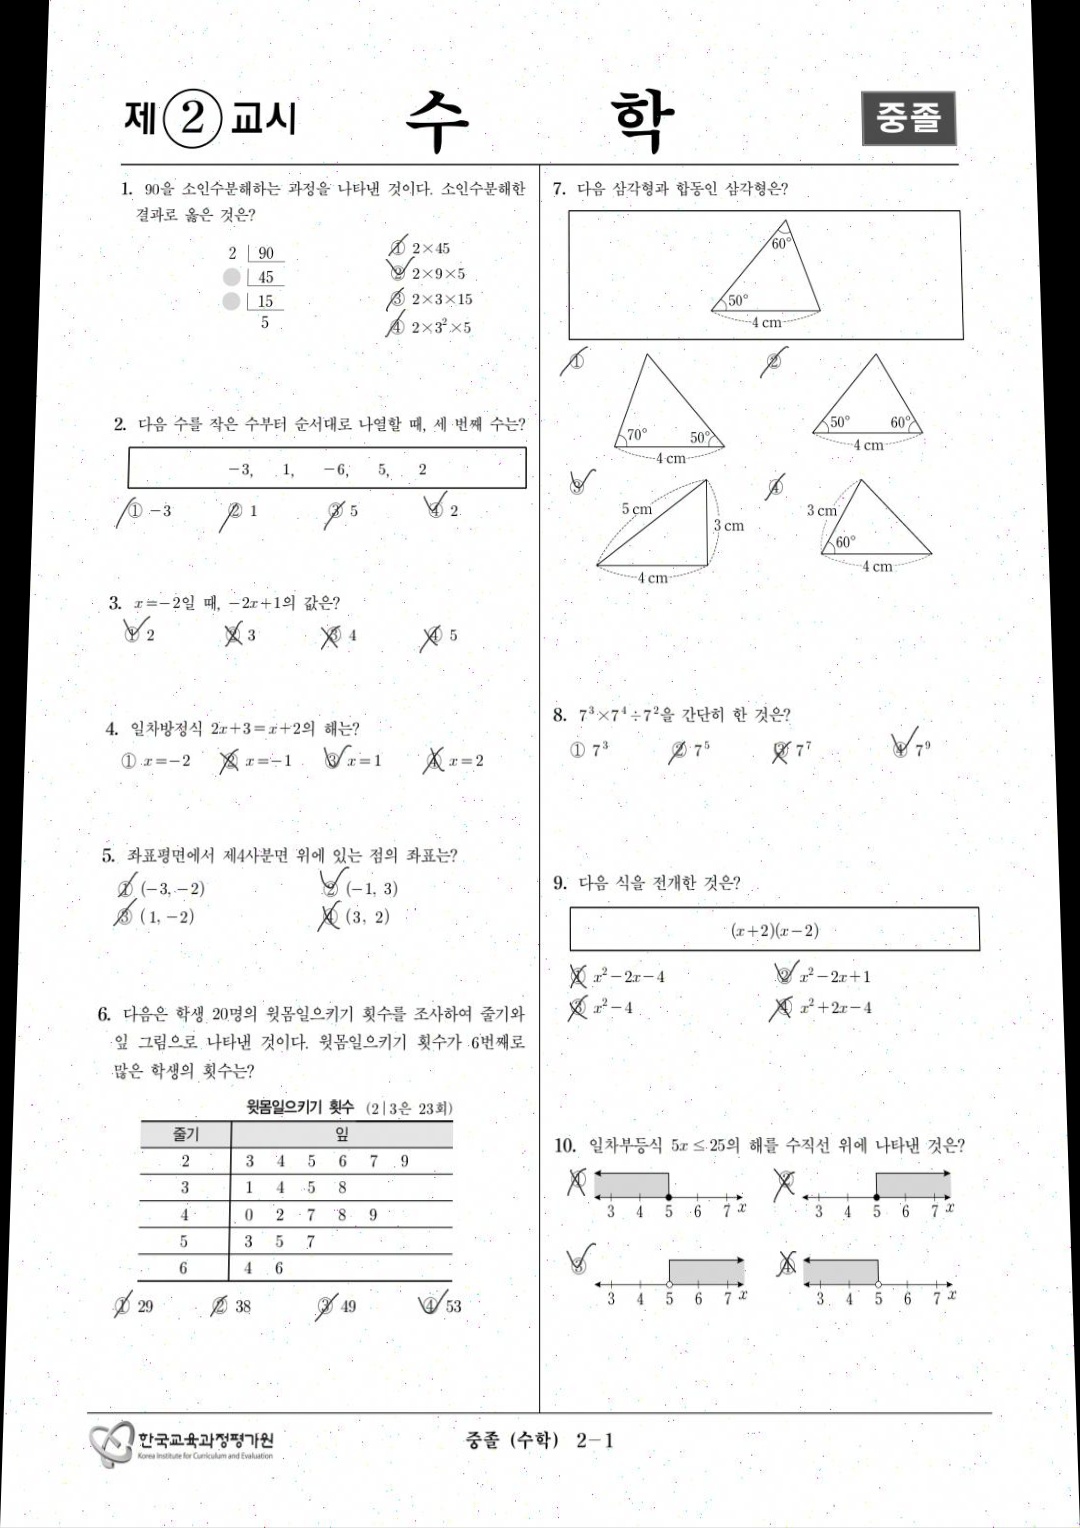 제 2 교시 수 학 중졸
1. 90을 소인수분해하는 과정을 나타낸 것이다. 소인수분해한
결과로 옳은 것은?
2 90
45
15
5
① 2×45
② 2×9×5
③ 2×3×15
④ 2×3²×5
2. 다음 수를 작은 수부터 순서대로 나열할 때, 세 번째 수는?
-3, 1, -6, 5, 2
① -3 ② 1 ③ 5 ④ 2
3. x=-2일 때, -2x+1의 값은?
① 2 ② 3 ③ 4 ④ 5
4. 일차방정식 2x+3=x+2의 해는?
① x=-2 ② x=-1 ③ x=1 ④ x=2
5. 좌표평면에서 제4사분면 위에 있는 점의 좌표는?
① (-3, -2) ② (-1, 3)
③ (1, -2) ④ (3, 2)
6. 다음은 학생 20명의 윗몸일으키기 횟수를 조사하여 줄기와
잎 그림으로 나타낸 것이다. 윗몸일으키기 횟수가 6번째로
많은 학생의 횟수는?
윗몸일으키기 횟수 (2|3은 23회)
줄기 잎
2 3 4 5 6 7 9
3 1 4 5 8
4 0 2 7 8 9
5 3 5 7
6 4 6
① 29 ② 38 ③ 49 ④ 53
7. 다음 삼각형과 합동인 삼각형은?
60°
50°
4 cm
① ②
70° 50° 50° 60°
4 cm 4 cm
③ ④
5 cm 3 cm 3 cm 60°
4 cm 4 cm
8. 7³×7⁴÷7²을 간단히 한 것은?
① 7³ ② 7⁵ ③ 7⁷ ④ 7⁹
9. 다음 식을 전개한 것은?
(x+2)(x-2)
① x²-2x-4 ② x²-2x+1
③ x²-4 ④ x²+2x-4
10. 일차부등식 5x≤25의 해를 수직선 위에 나타낸 것은?
① ②
3 4 5 6 7 x 3 4 5 6 7 x
③ ④
3 4 5 6 7 x 3 4 5 6 7 x
한국교육과정평가원
Korea Institute for Curriculum and Evaluation
중졸 (수학) 2-1